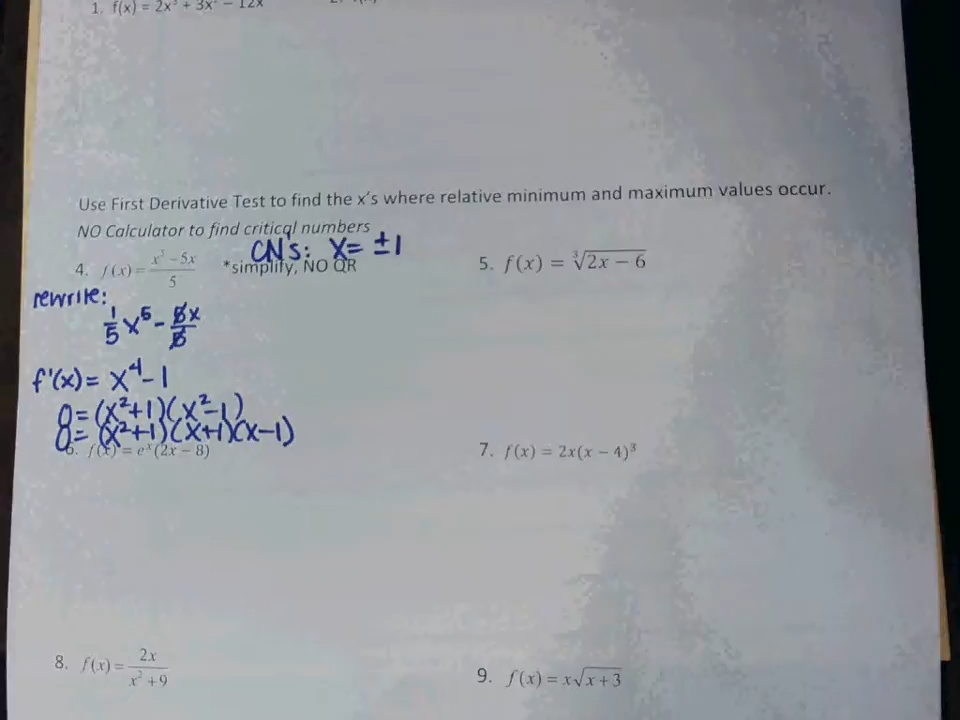 1. f(x) = 2x³ + 3x² − 12x
Use First Derivative Test to find the x's where relative minimum and maximum values occur.
NO Calculator to find critical numbers
CN's: x = ±1
4. f(x) = (x⁵ − 5x)/5 *simplify, NO QR
5. f(x) = ∛(2x − 6)
rewrite:
1/5 x⁵ − 5x/5
f'(x) = x⁴ − 1
0 = (x²+1)(x²−1)
0 = (x²+1)(x+1)(x−1)
6. f(x) = eˣ(2x − 8)
7. f(x) = 2x(x − 4)³
8. f(x) = 2x/(x² + 9)
9. f(x) = x√(x + 3)